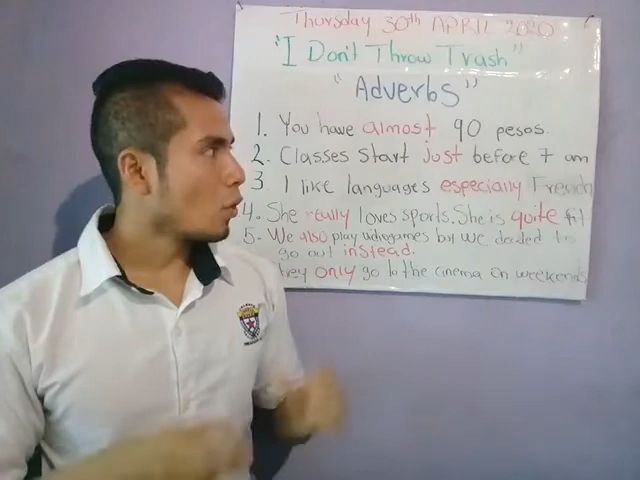 Thursday 30th APRIL 2020
"I Don't Throw Trash"
"Adverbs"
1. You have almost 90 pesos.
2. Classes start just before 7 am
3. I like languages especially French
4. She really loves sports. She is quite fit
5. We also play videogames but we decided to
go out instead.
they only go to the cinema on weekends